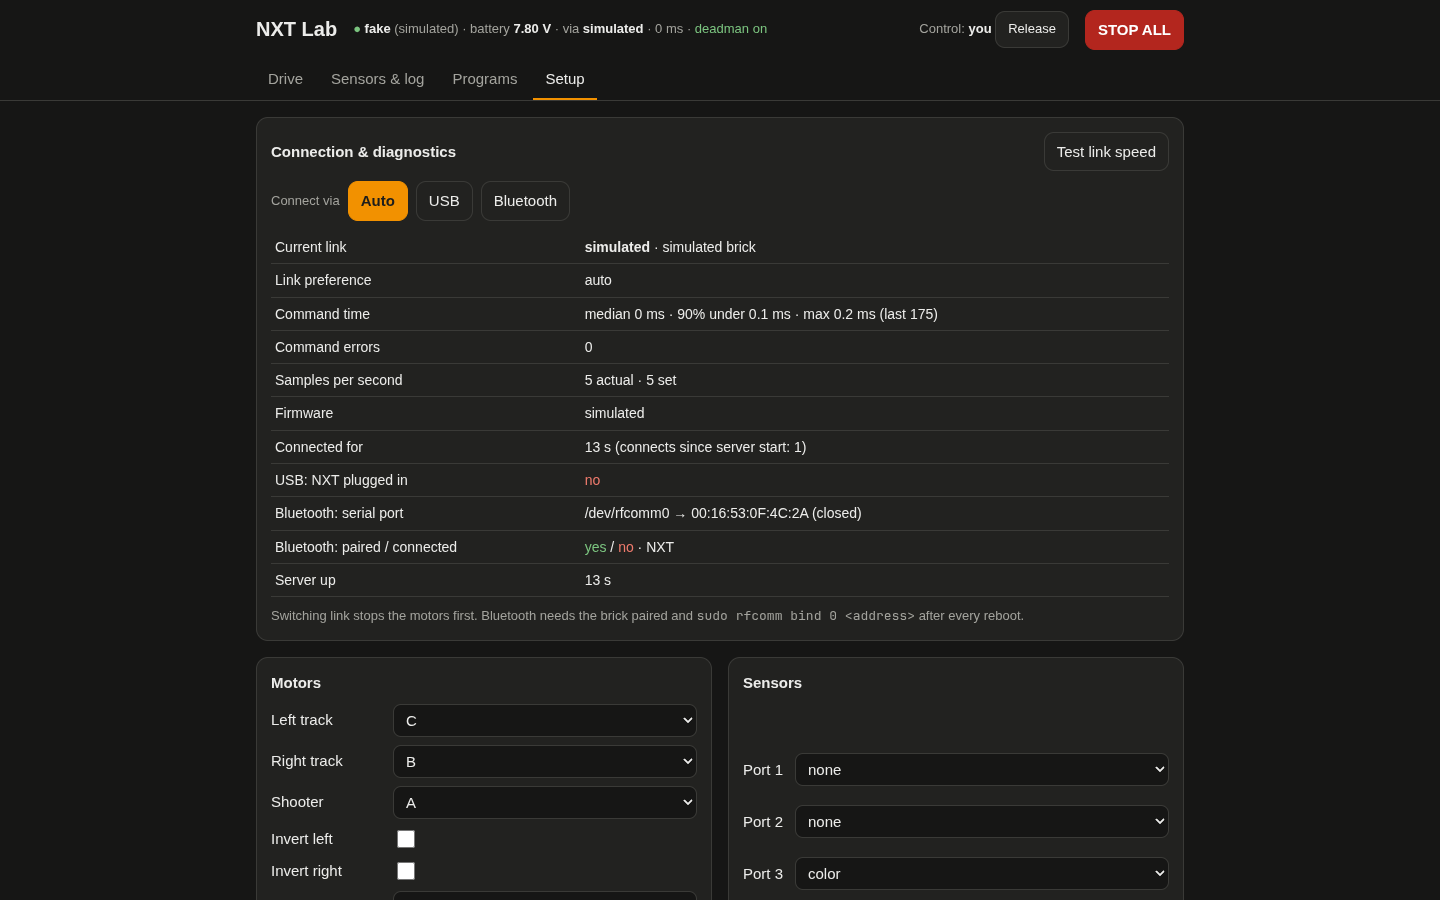 NXT Lab ● fake (simulated) · battery 7.80 V · via simulated · 0 ms · deadman on Control: you Release STOP ALL
Drive Sensors & log Programs Setup
Connection & diagnostics Test link speed
Connect via Auto USB Bluetooth
Current link simulated · simulated brick
Link preference auto
Command time median 0 ms · 90% under 0.1 ms · max 0.2 ms (last 175)
Command errors 0
Samples per second 5 actual · 5 set
Firmware simulated
Connected for 13 s (connects since server start: 1)
USB: NXT plugged in no
Bluetooth: serial port /dev/rfcomm0 → 00:16:53:0F:4C:2A (closed)
Bluetooth: paired / connected yes / no · NXT
Server up 13 s
Switching link stops the motors first. Bluetooth needs the brick paired and sudo rfcomm bind 0 <address> after every reboot.
Motors
Left track C
Right track B
Shooter A
Invert left
Invert right
Sensors
Port 1 none
Port 2 none
Port 3 color